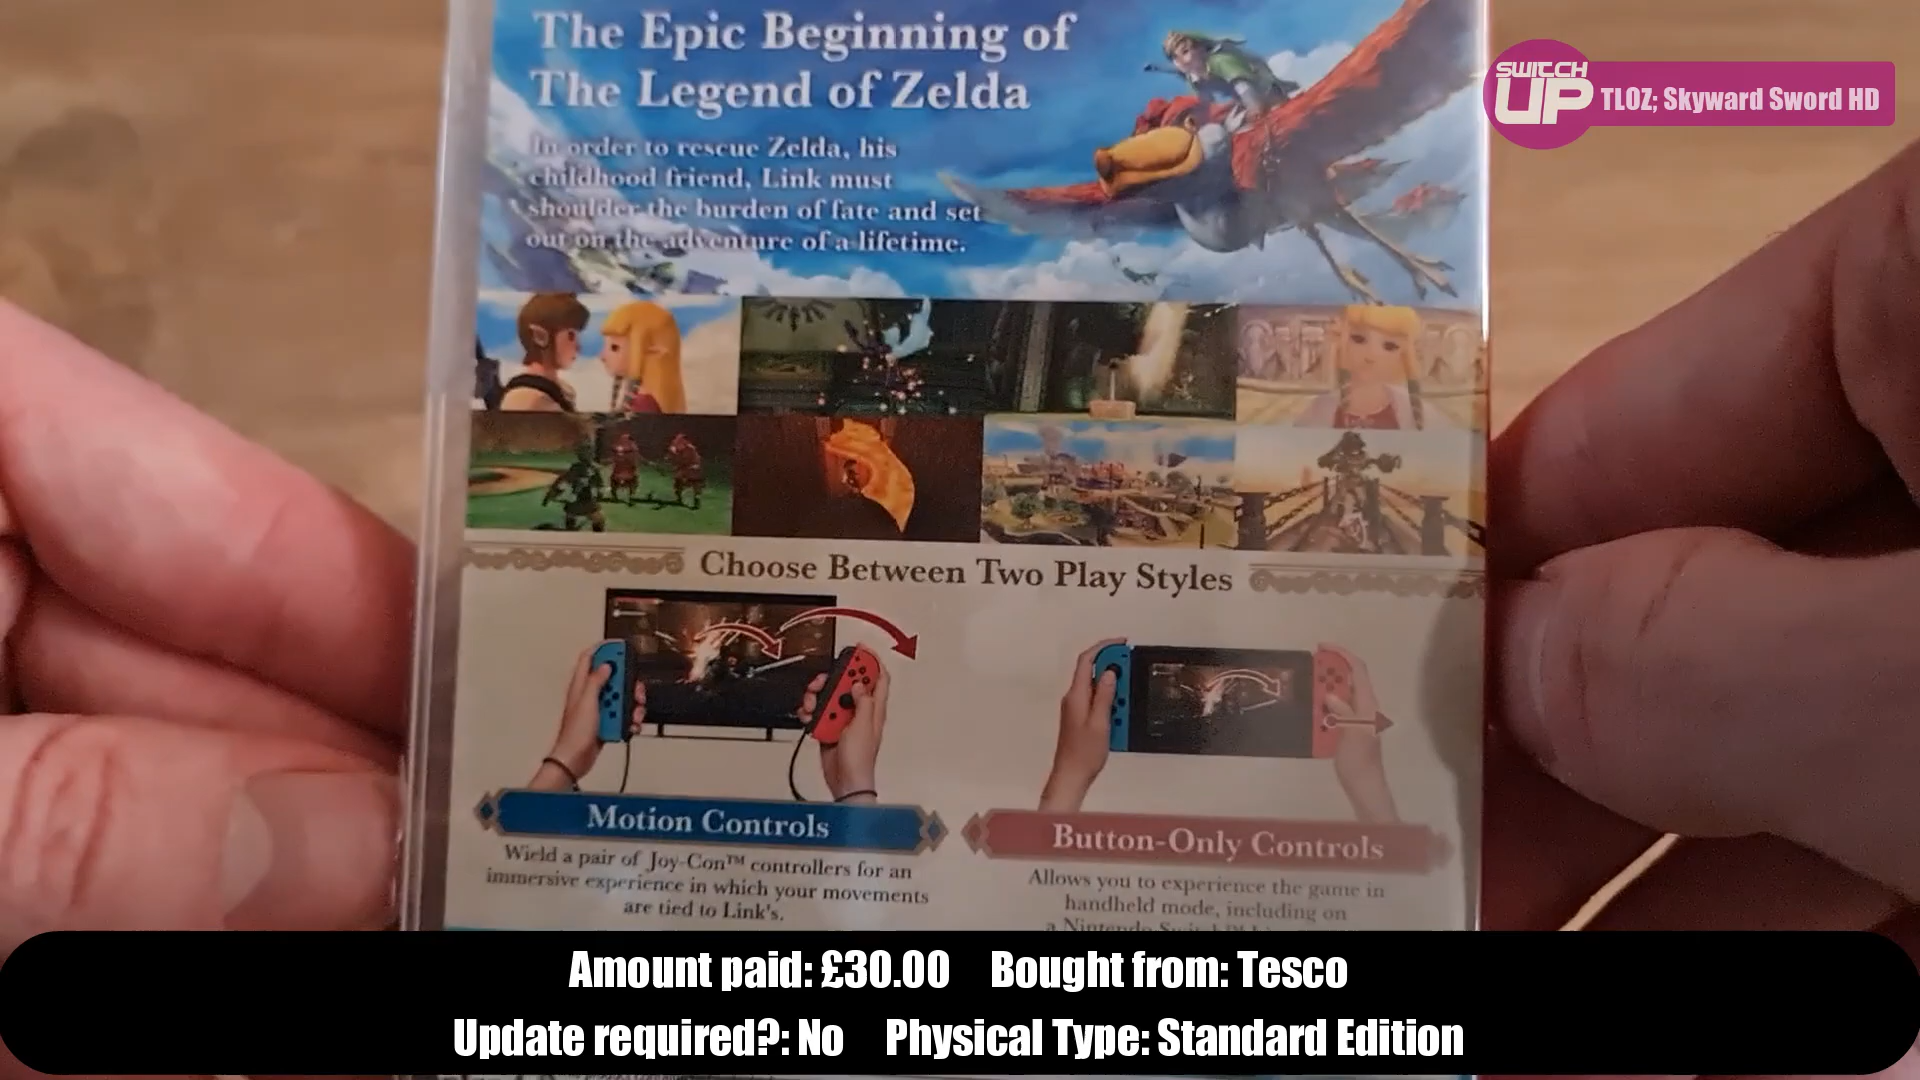 The Epic Beginning of
The Legend of Zelda
In order to rescue Zelda, his
childhood friend, Link must
shoulder the burden of fate and set
out on the adventure of a lifetime.
SWITCH
UP
TLOZ; Skyward Sword HD
Choose Between Two Play Styles
Motion Controls
Wield a pair of Joy-Con™ controllers for an
immersive experience in which your movements
are tied to Link's.
Button-Only Controls
Allows you to experience the game in
handheld mode, including on
a Nintendo
Amount paid: £30.00 Bought from: Tesco
Update required?: No Physical Type: Standard Edition